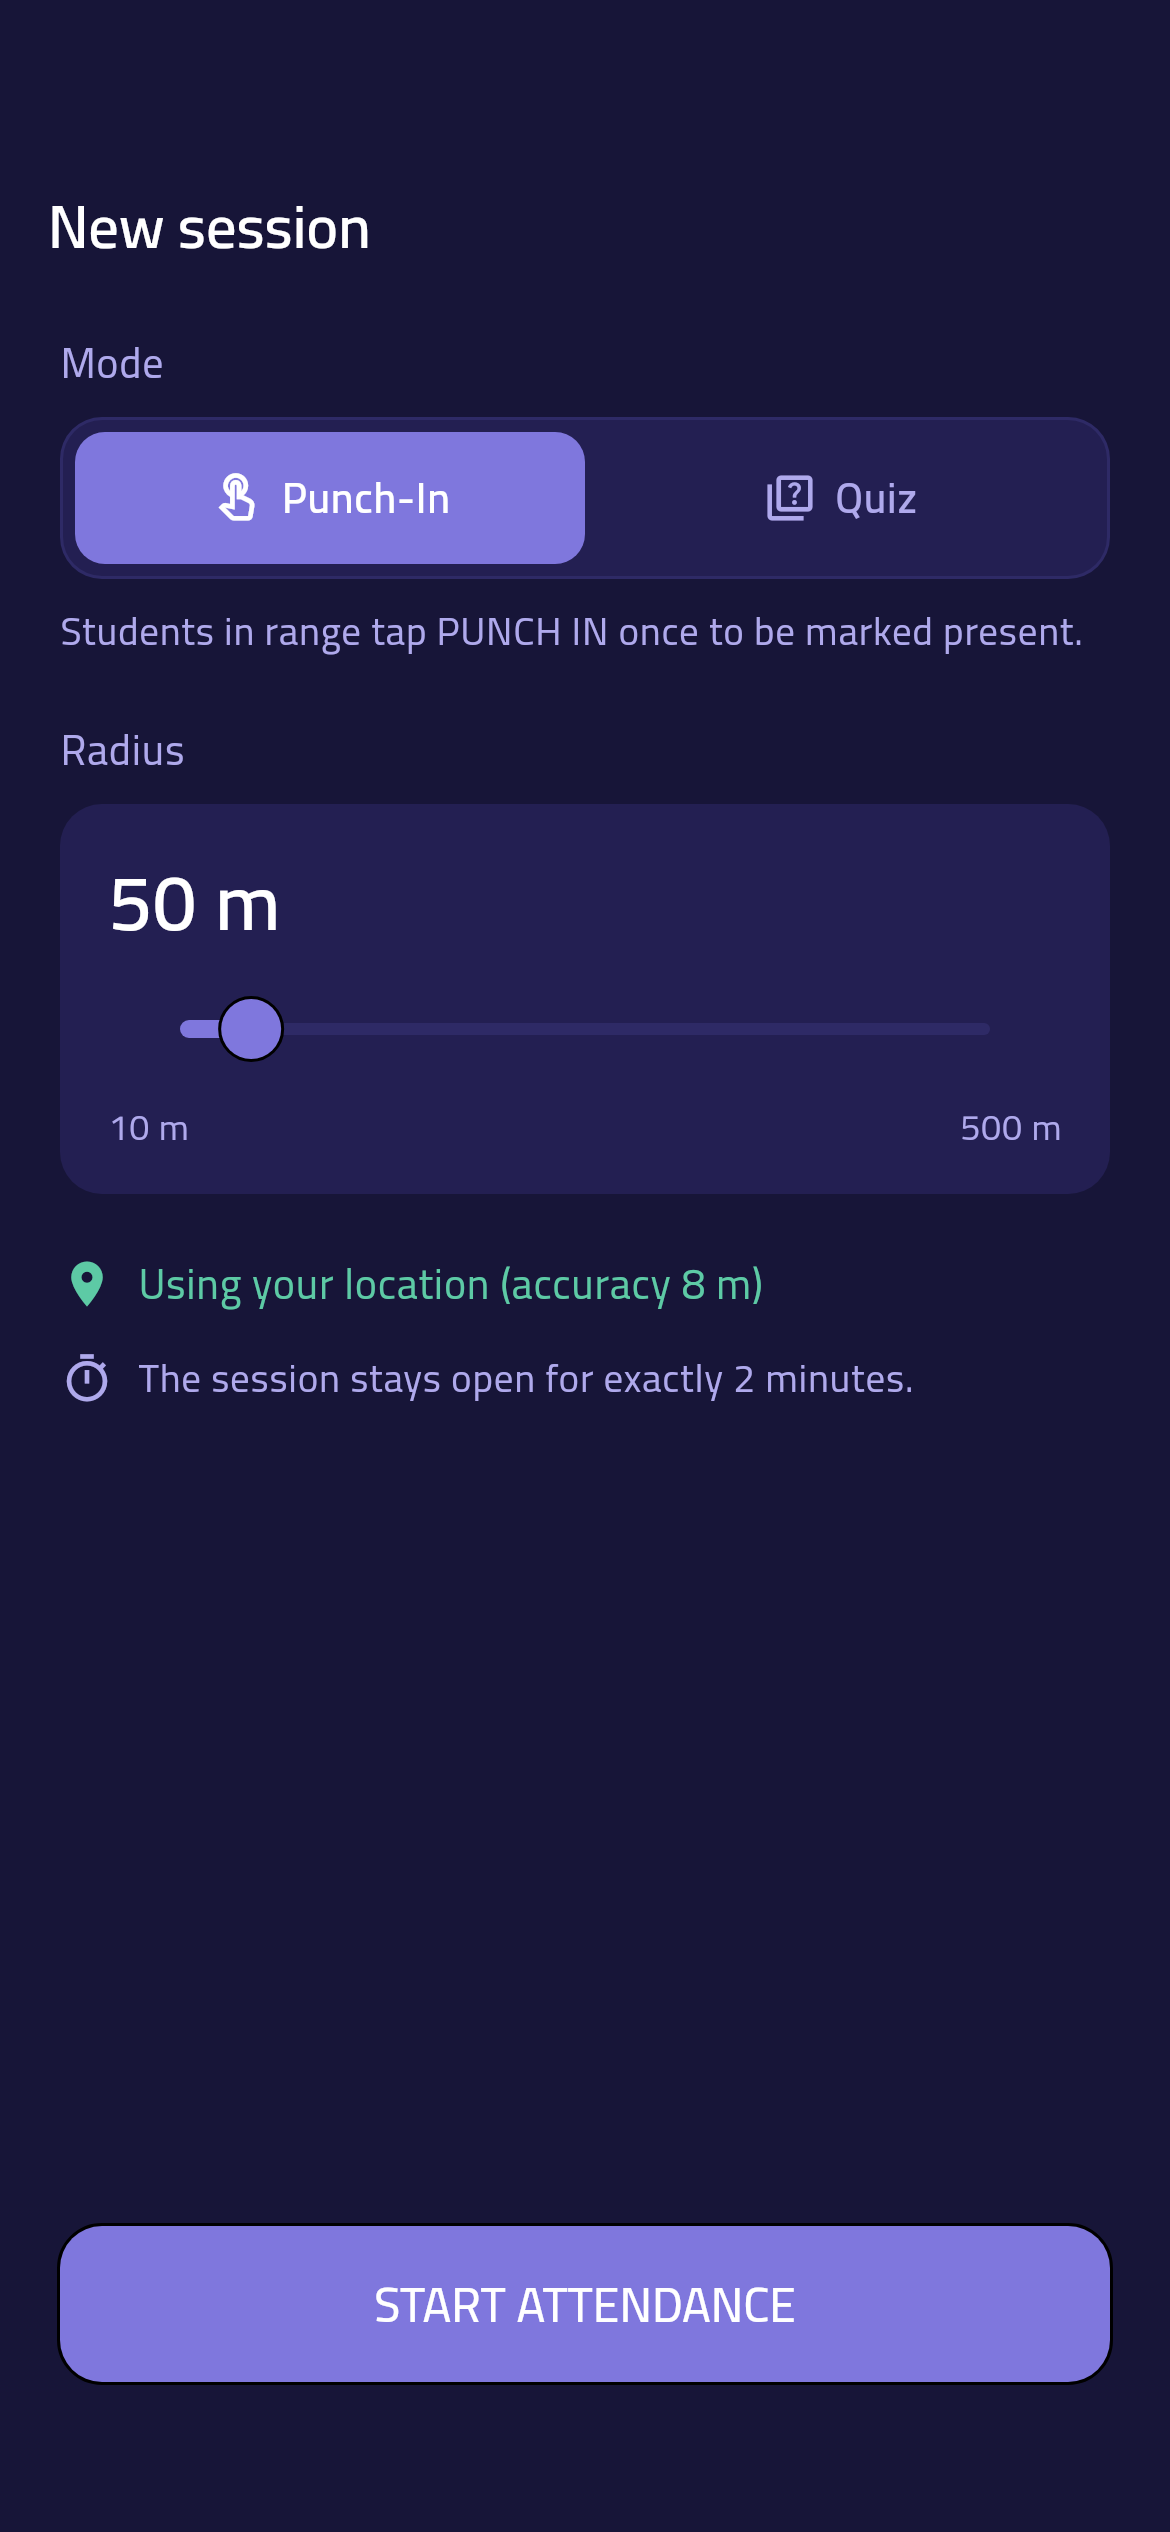 New session
Mode
Punch-In
Quiz
Students in range tap PUNCH IN once to be marked present.
Radius
50 m
10 m
500 m
Using your location (accuracy 8 m)
The session stays open for exactly 2 minutes.
START ATTENDANCE